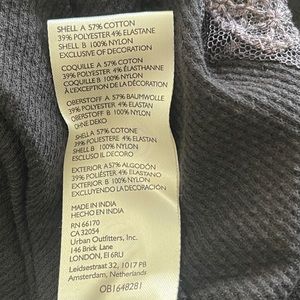 SHELL A 57% COTTON
39% POLYESTER 4% ELASTANE
SHELL B 100% NYLON
EXCLUSIVE OF DECORATION
COQUILLE A 57% COTON
39% POLYESTER 4% ÉLASTHANNE
COQUILLE B 100% NYLON
À L'EXCEPTION DE LA DÉCORATION
OBERSTOFF A 57% BAUMWOLLE
39% POLYESTER 4% ELASTAN
OBERSTOFF B 100% NYLON
OHNE DEKO
SHELL A 57% COTONE
39% POLIESTERE 4% ELASTAN
SHELL B 100% NYLON
ESCLUSO IL DECORO
EXTERIOR A 57% ALGODÓN
39% POLIÉSTER 4% ELASTANO
EXTERIOR B 100% NYLON
EXCLUYENDO LA DECORACIÓN
MADE IN INDIA
HECHO EN INDIA
RN 66170
CA 32054
Urban Outfitters, Inc.
146 Brick Lane
LONDON, E1 6RU
Leidsestraat 32, 1017 PB
Amsterdam, Netherlands
OB1648281